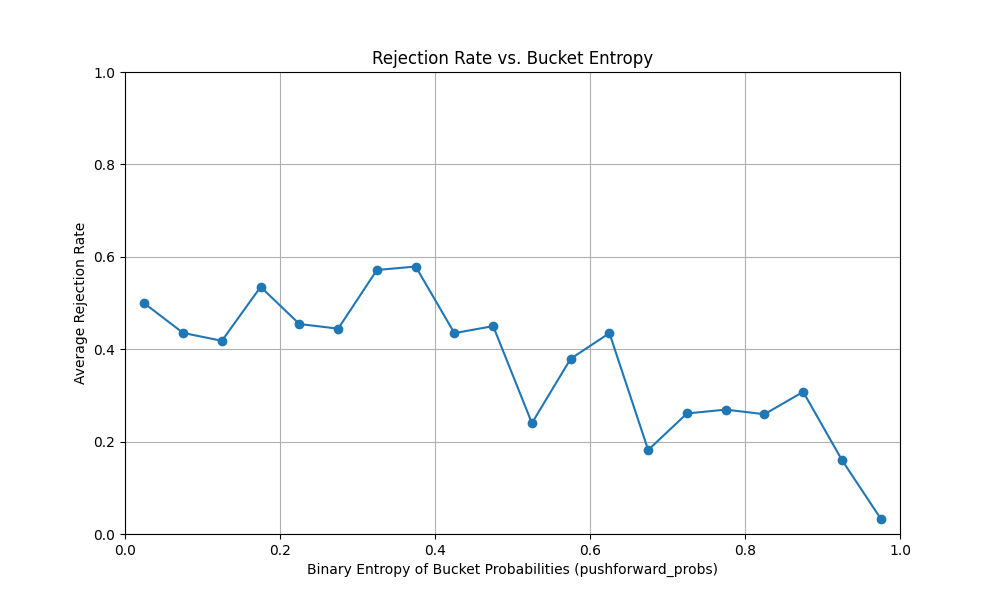 Rejection Rate vs. Bucket Entropy
1.0
0.8
0.6
0.4
0.2
0.0
Average Rejection Rate
0.0 0.2 0.4 0.6 0.8 1.0
Binary Entropy of Bucket Probabilities (pushforward_probs)